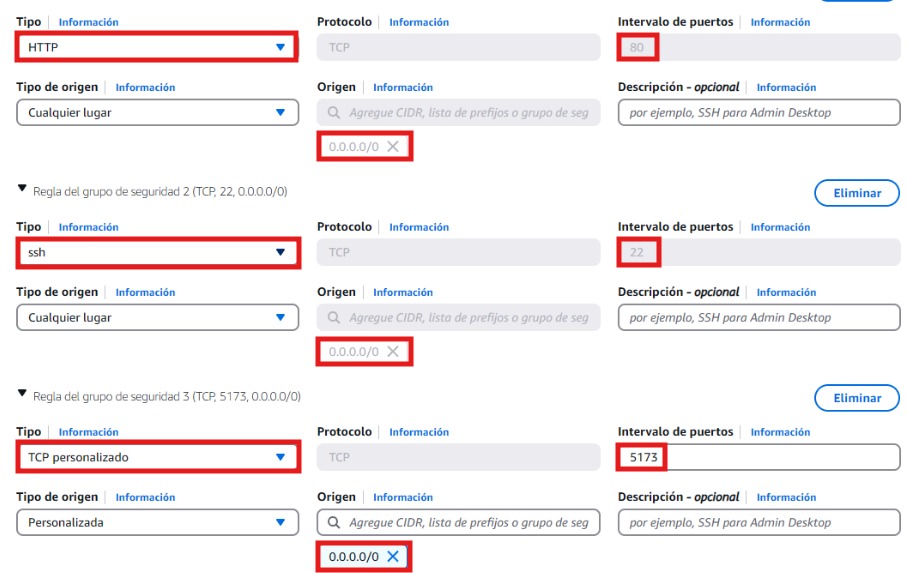 Tipo Información Protocolo Información Intervalo de puertos Información
HTTP TCP 80
Tipo de origen Información Origen Información Descripción - opcional Información
Cualquier lugar Agregue CIDR, lista de prefijos o grupo de seg por ejemplo, SSH para Admin Desktop
0.0.0.0/0
Regla del grupo de seguridad 2 (TCP, 22, 0.0.0.0/0) Eliminar
Tipo Información Protocolo Información Intervalo de puertos Información
ssh TCP 22
Tipo de origen Información Origen Información Descripción - opcional Información
Cualquier lugar Agregue CIDR, lista de prefijos o grupo de seg por ejemplo, SSH para Admin Desktop
0.0.0.0/0
Regla del grupo de seguridad 3 (TCP, 5173, 0.0.0.0/0) Eliminar
Tipo Información Protocolo Información Intervalo de puertos Información
TCP personalizado TCP 5173
Tipo de origen Información Origen Información Descripción - opcional Información
Personalizada Agregue CIDR, lista de prefijos o grupo de seg por ejemplo, SSH para Admin Desktop
0.0.0.0/0